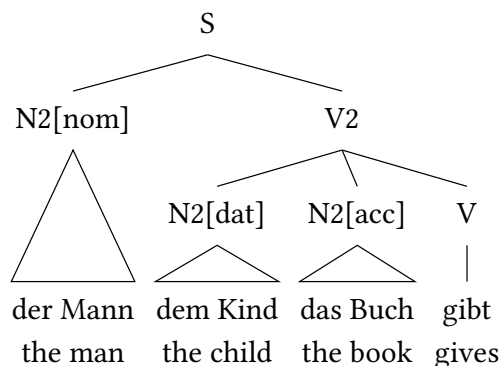 S
N2[nom] V2
N2[dat] N2[acc] V
der Mann dem Kind das Buch gibt
the man the child the book gives